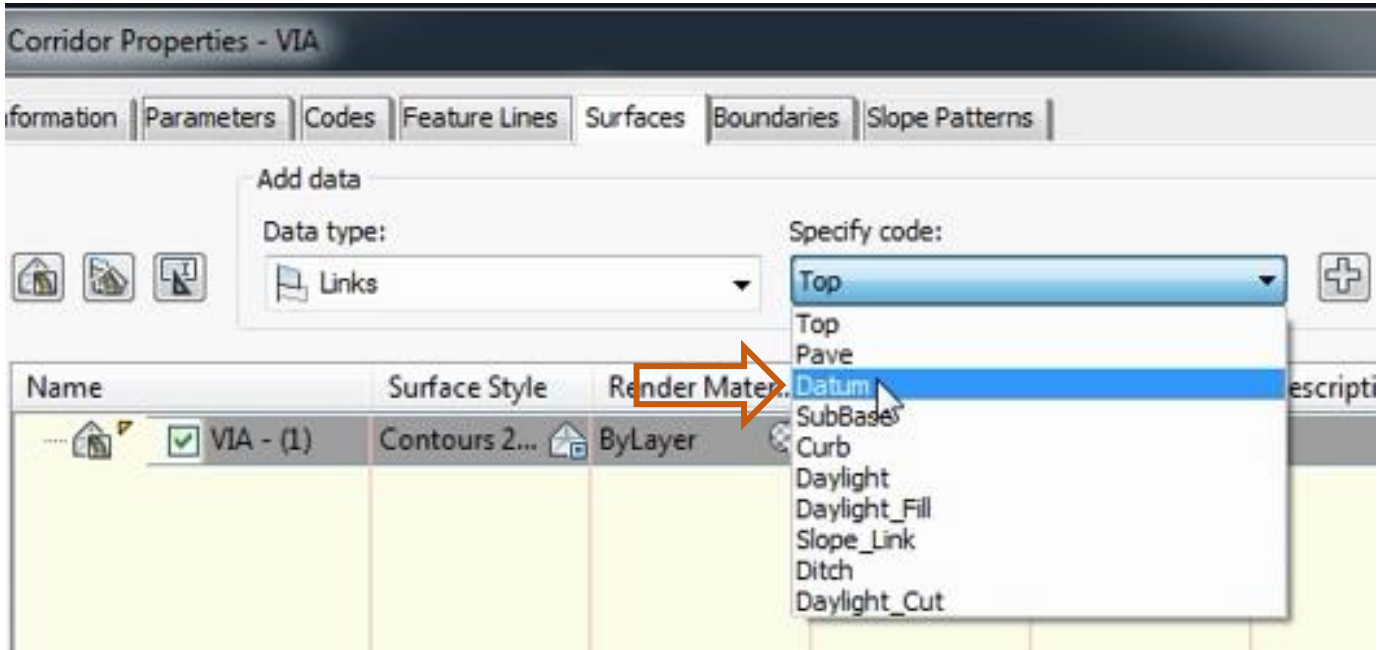 Corridor Properties - VIA
formation Parameters Codes Feature Lines Surfaces Boundaries Slope Patterns
Add data
Data type:
Specify code:
Links
Top
Top
Pave
Datum
SubBase
Curb
Daylight
Daylight_Fill
Slope_Link
Ditch
Daylight_Cut
Name Surface Style Render Mater... escripti
VIA - (1) Contours 2... ByLayer